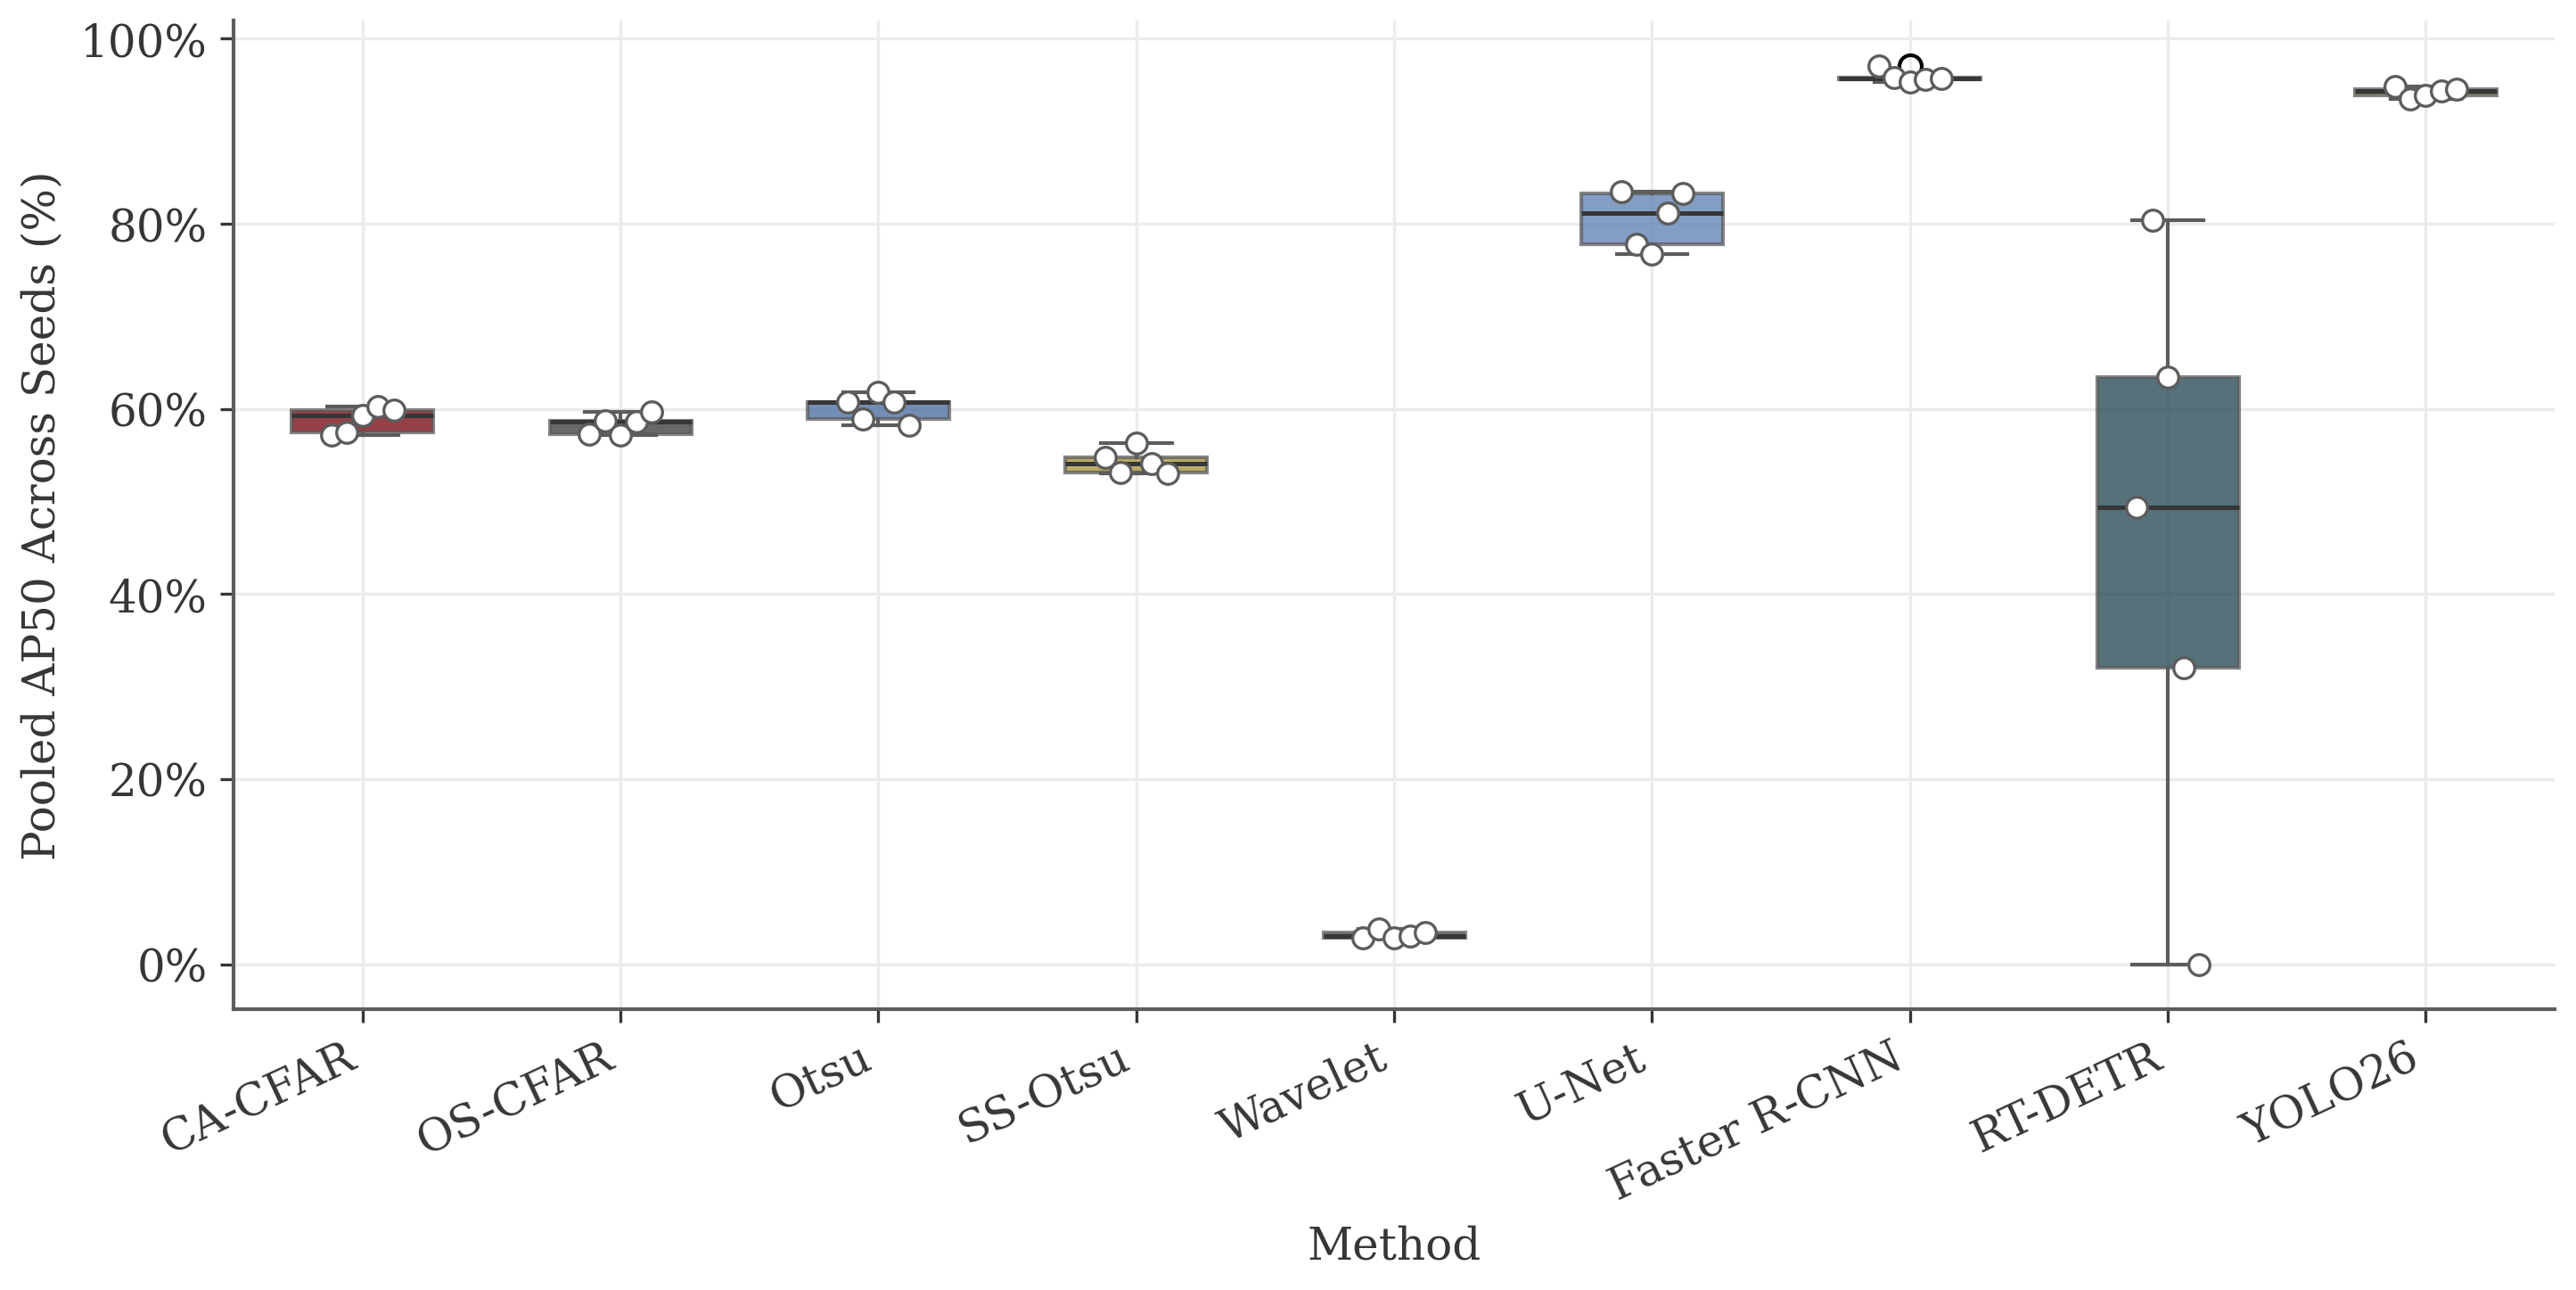 Pooled AP50 Across Seeds (%)
100%
80%
60%
40%
20%
0%
CA-CFAR
OS-CFAR
Otsu
SS-Otsu
Wavelet
U-Net
Faster R-CNN
RT-DETR
YOLO26
Method